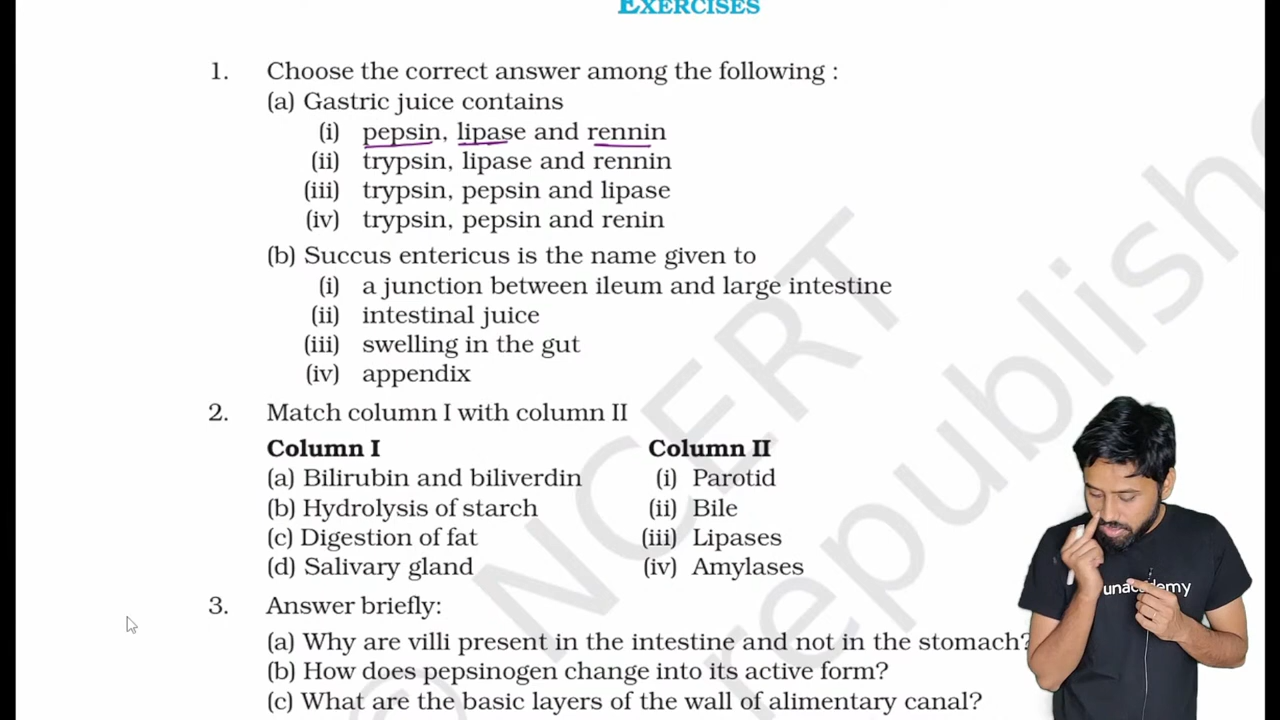 EXERCISES
1. Choose the correct answer among the following :
(a) Gastric juice contains
(i) pepsin, lipase and rennin
(ii) trypsin, lipase and rennin
(iii) trypsin, pepsin and lipase
(iv) trypsin, pepsin and renin
(b) Succus entericus is the name given to
(i) a junction between ileum and large intestine
(ii) intestinal juice
(iii) swelling in the gut
(iv) appendix
2. Match column I with column II
Column I Column II
(a) Bilirubin and biliverdin (i) Parotid
(b) Hydrolysis of starch (ii) Bile
(c) Digestion of fat (iii) Lipases
(d) Salivary gland (iv) Amylases
3. Answer briefly:
(a) Why are villi present in the intestine and not in the stomach?
(b) How does pepsinogen change into its active form?
(c) What are the basic layers of the wall of alimentary canal?
© NCERT
republish
unacademy